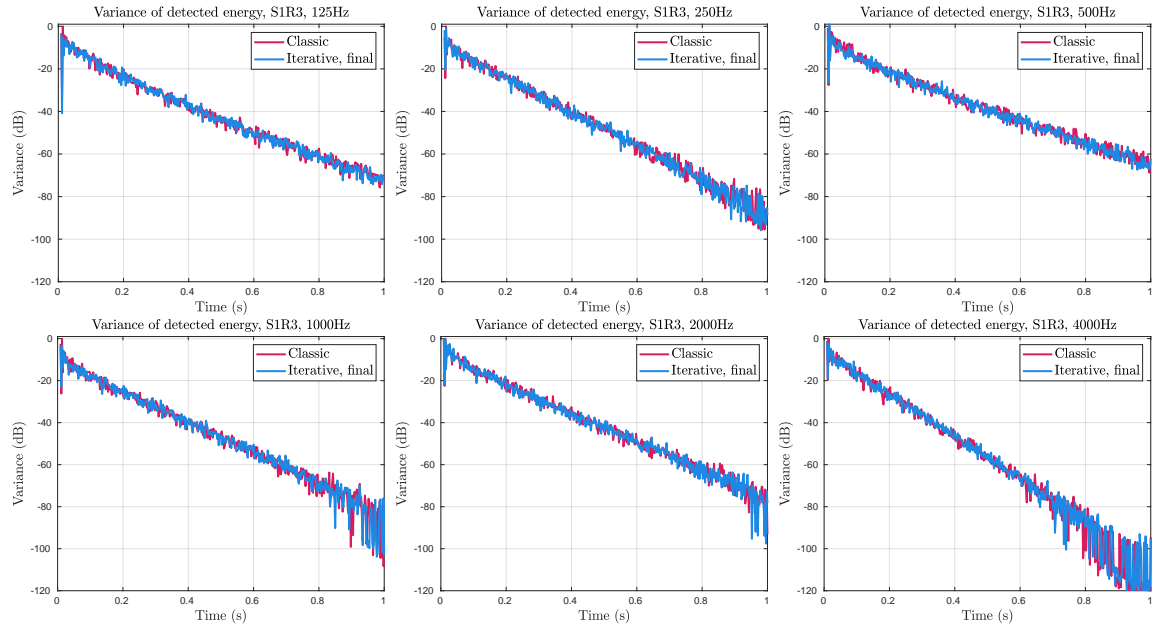 Variance of detected energy, S1R3, 125Hz
Variance (dB)
0
-20
-40
-60
-80
-100
-120
0 0.2 0.4 0.6 0.8 1
Time (s)
Classic
Iterative, final
Variance of detected energy, S1R3, 250Hz
Variance (dB)
0
-20
-40
-60
-80
-100
-120
0 0.2 0.4 0.6 0.8 1
Time (s)
Classic
Iterative, final
Variance of detected energy, S1R3, 500Hz
Variance (dB)
0
-20
-40
-60
-80
-100
-120
0 0.2 0.4 0.6 0.8 1
Time (s)
Classic
Iterative, final
Variance of detected energy, S1R3, 1000Hz
Variance (dB)
0
-20
-40
-60
-80
-100
-120
0 0.2 0.4 0.6 0.8 1
Time (s)
Classic
Iterative, final
Variance of detected energy, S1R3, 2000Hz
Variance (dB)
0
-20
-40
-60
-80
-100
-120
0 0.2 0.4 0.6 0.8 1
Time (s)
Classic
Iterative, final
Variance of detected energy, S1R3, 4000Hz
Variance (dB)
0
-20
-40
-60
-80
-100
-120
0 0.2 0.4 0.6 0.8 1
Time (s)
Classic
Iterative, final